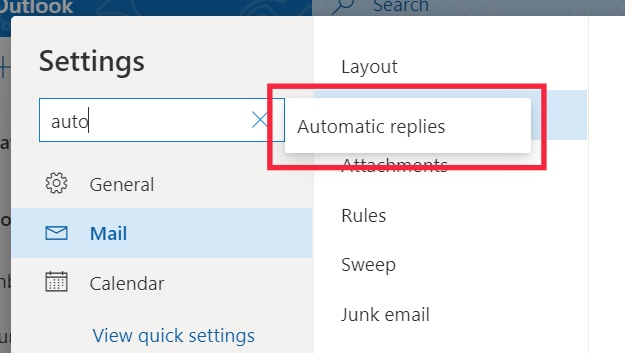 Outlook
Search
Settings
Layout
auto
Automatic replies
Attachments
General
Rules
Mail
Sweep
Calendar
Junk email
View quick settings